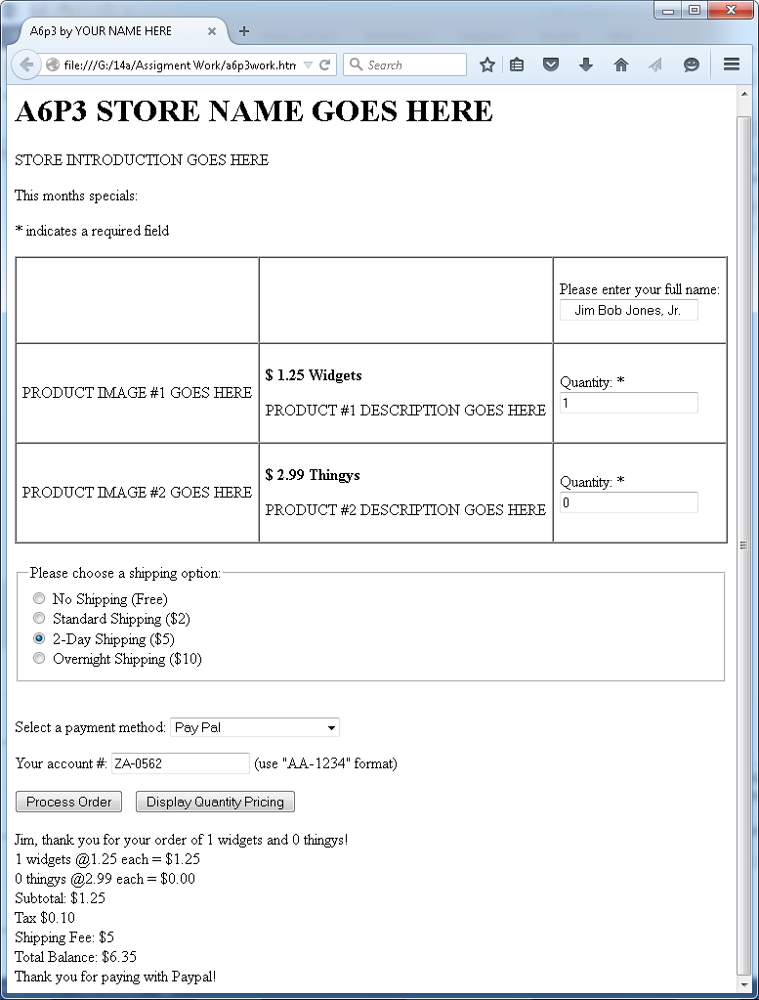 A6p3 by YOUR NAME HERE
file:///G:/14a/Assigment Work/a6p3work.htm
Search
A6P3 STORE NAME GOES HERE
STORE INTRODUCTION GOES HERE
This months specials:
* indicates a required field
Please enter your full name:
Jim Bob Jones, Jr.
PRODUCT IMAGE #1 GOES HERE
$ 1.25 Widgets
PRODUCT #1 DESCRIPTION GOES HERE
Quantity: *
1
PRODUCT IMAGE #2 GOES HERE
$ 2.99 Thingys
PRODUCT #2 DESCRIPTION GOES HERE
Quantity: *
0
Please choose a shipping option:
No Shipping (Free)
Standard Shipping ($2)
2-Day Shipping ($5)
Overnight Shipping ($10)
Select a payment method: PayPal
Your account #: ZA-0562 (use "AA-1234" format)
Process Order Display Quantity Pricing
Jim, thank you for your order of 1 widgets and 0 thingys!
1 widgets @1.25 each = $1.25
0 thingys @2.99 each = $0.00
Subtotal: $1.25
Tax $0.10
Shipping Fee: $5
Total Balance: $6.35
Thank you for paying with Paypal!